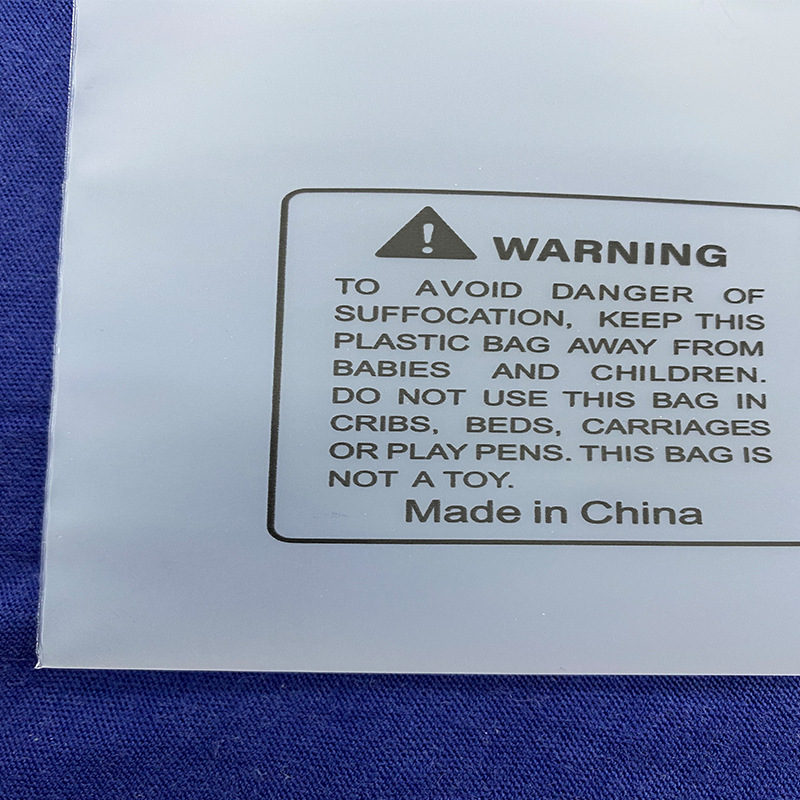 WARNING
TO AVOID DANGER OF
SUFFOCATION, KEEP THIS
PLASTIC BAG AWAY FROM
BABIES AND CHILDREN.
DO NOT USE THIS BAG IN
CRIBS, BEDS, CARRIAGES
OR PLAY PENS. THIS BAG IS
NOT A TOY.
Made in China